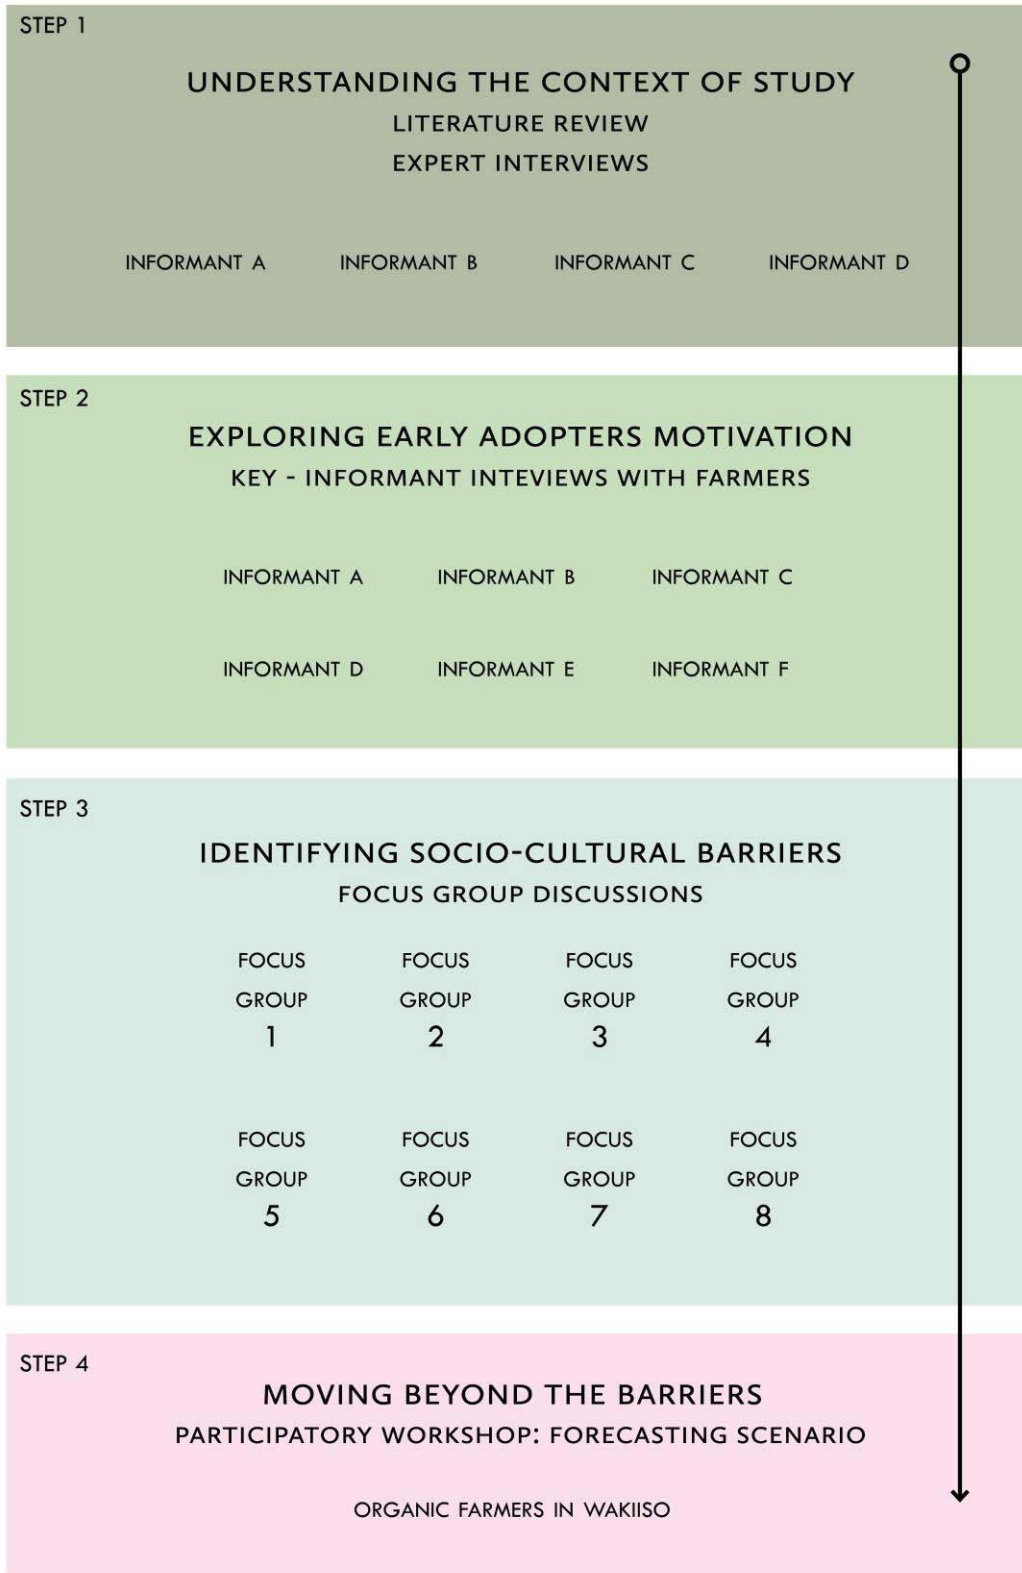 STEP 1
UNDERSTANDING THE CONTEXT OF STUDY
LITERATURE REVIEW
EXPERT INTERVIEWS
INFORMANT A INFORMANT B INFORMANT C INFORMANT D
STEP 2
EXPLORING EARLY ADOPTERS MOTIVATION
KEY - INFORMANT INTEVIEWS WITH FARMERS
INFORMANT A INFORMANT B INFORMANT C
INFORMANT D INFORMANT E INFORMANT F
STEP 3
IDENTIFYING SOCIO-CULTURAL BARRIERS
FOCUS GROUP DISCUSSIONS
FOCUS FOCUS FOCUS FOCUS
GROUP GROUP GROUP GROUP
1 2 3 4
FOCUS FOCUS FOCUS FOCUS
GROUP GROUP GROUP GROUP
5 6 7 8
STEP 4
MOVING BEYOND THE BARRIERS
PARTICIPATORY WORKSHOP: FORECASTING SCENARIO
ORGANIC FARMERS IN WAKIISO